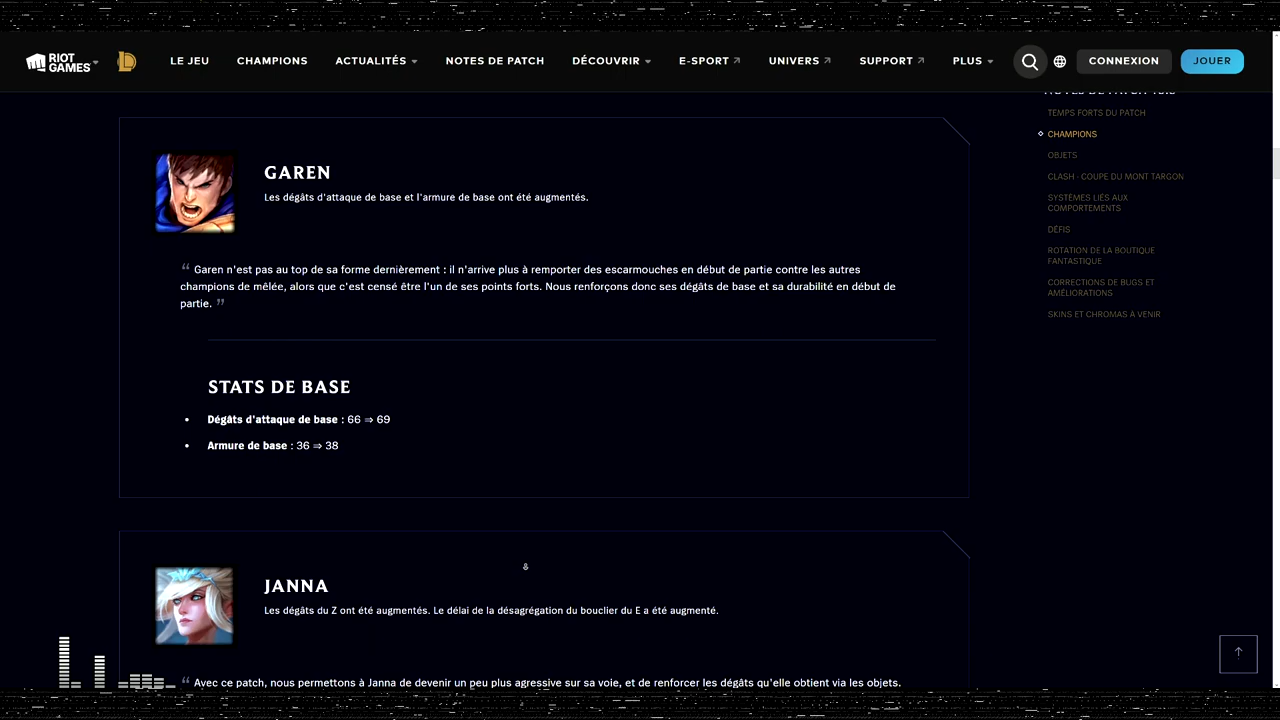 RIOT GAMES
LE JEU CHAMPIONS ACTUALITÉS NOTES DE PATCH DÉCOUVRIR E-SPORT UNIVERS SUPPORT PLUS CONNEXION JOUER
TEMPS FORTS DU PATCH
CHAMPIONS
OBJETS
CLASH - COUPE DU MONT TARGON
SYSTÈMES LIÉS AUX
COMPORTEMENTS
DÉFIS
ROTATION DE LA BOUTIQUE
FANTASTIQUE
CORRECTIONS DE BUGS ET
AMÉLIORATIONS
SKINS ET CHROMAS À VENIR
GAREN
Les dégâts d'attaque de base et l'armure de base ont été augmentés.
“ Garen n'est pas au top de sa forme dernièrement : il n'arrive plus à remporter des escarmouches en début de partie contre les autres
champions de mêlée, alors que c'est censé être l'un de ses points forts. Nous renforçons donc ses dégâts de base et sa durabilité en début de
partie. ”
STATS DE BASE
• Dégâts d'attaque de base : 66 ⇒ 69
• Armure de base : 36 ⇒ 38
JANNA
Les dégâts du Z ont été augmentés. Le délai de la désagrégation du bouclier du E a été augmenté.
“ Avec ce patch, nous permettons à Janna de devenir un peu plus agressive sur sa voie, et de renforcer les dégâts qu'elle obtient via les objets.